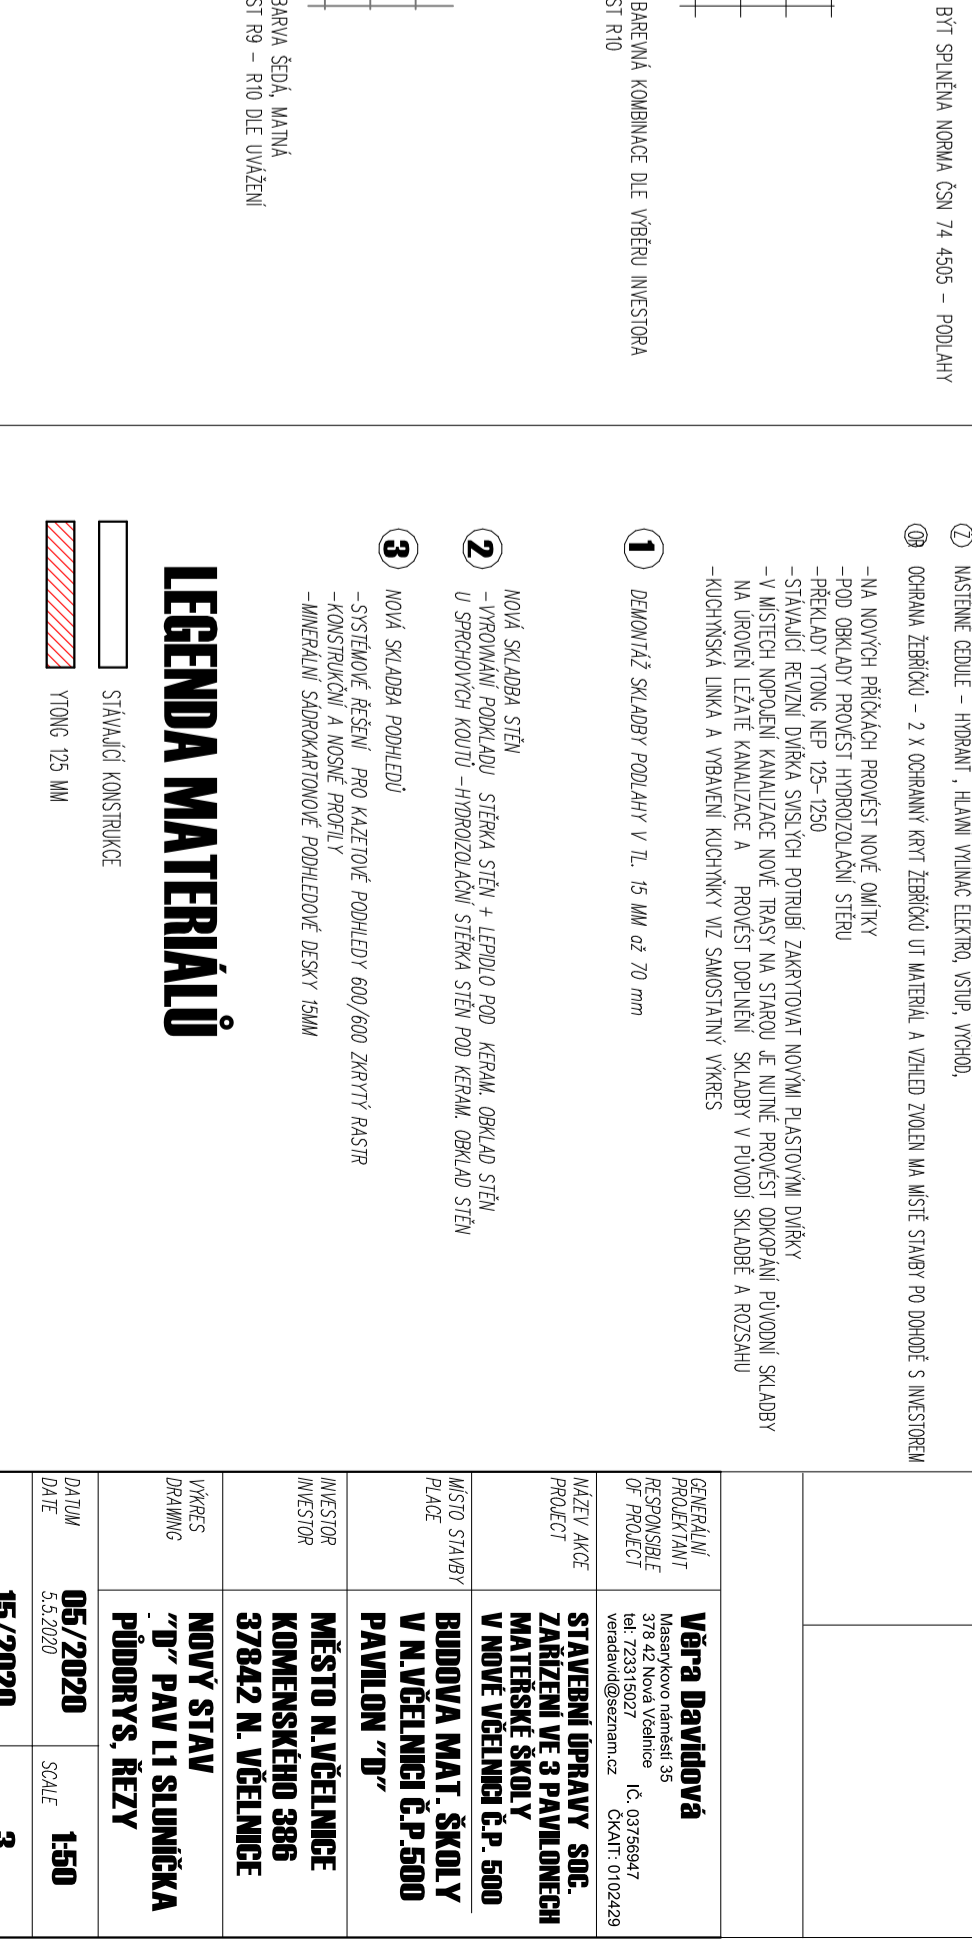 BÝT SPLNĚNA NORMA ČSN 74 4505 – PODLAHY
BAREVNÁ KOMBINACE DLE VÝBĚRU INVESTORA
ST R10
BARVA ŠEDÁ, MATNÁ
ST R9 – R10 DLE UVÁŽENÍ
Ž NÁSTĚNNÉ CEDULE – HYDRANT , HLAVNÍ VYLINAČ ELEKTRO, VSTUP, VÝCHOD,
OŘ OCHRANA ŽEBŘÍČKŮ – 2 X OCHRANNÝ KRYT ŽEBŘÍČKŮ UT MATERIÁL A VZHLED ZVOLEN MA MÍSTĚ STAVBY PO DOHODĚ S INVESTOREM
–NA NOVÝCH PŘÍČKÁCH PROVÉST NOVÉ OMÍTKY
–POD OBKLADY PROVÉST HYDROIZOLAČNÍ STĚRU
–PŘEKLADY YTONG NEP 125–1250
–STÁVAJÍCÍ REVIZNÍ DVÍŘKA SVISLÝCH POTRUBÍ ZAKRYTOVAT NOVÝMI PLASTOVÝMI DVÍŘKY
–V MÍSTECH NOPOJENÍ KANALIZACE NOVÉ TRASY NA STAROU JE NUTNÉ PROVÉST ODKOPÁNÍ PŮVODNÍ SKLADBY
NA ÚROVEŇ LEŽATÉ KANALIZACE A PROVÉST DOPLNĚNÍ SKLADBY V PŮVODÍ SKLADBĚ A ROZSAHU
–KUCHYŇSKÁ LINKA A VYBAVENÍ KUCHYŇKY VIZ SAMOSTATNÝ VÝKRES
1 DEMONTÁŽ SKLADBY PODLAHY V TL. 15 MM až 70 mm
2 NOVÁ SKLADBA STĚN
–VYROVNÁNÍ PODKLADU STĚRKA STĚN + LEPIDLO POD KERAM. OBKLAD STĚN
U SPRCHOVÝCH KOUTŮ –HYDROIZOLAČNÍ STĚRKA STĚN POD KERAM. OBKLAD STĚN
3 NOVÁ SKLADBA PODHLEDŮ
–SYSTÉMOVÉ ŘEŠENÍ PRO KAZETOVÉ PODHLEDY 600/600 ZKRYTÝ RASTR
–KONSTRUKČNÍ A NOSNÉ PROFILY
–MINERÁLNÍ SÁDROKARTONOVÉ PODHLEDOVÉ DESKY 15MM
LEGENDA MATERIÁLŮ
STÁVAJÍCÍ KONSTRUKCE
YTONG 125 MM
GENERÁLNÍ
PROJEKTANT
RESPONSIBLE
OF PROJECT
Věra Davidová
Masarykovo náměstí 35
378 42 Nová Včelnice
tel: 723315027 IČ. 03756947
veradavid@seznam.cz ČKAIT: 0102429
NÁZEV AKCE
PROJECT
STAVEBNÍ ÚPRAVY SOC.
ZAŘÍZENÍ VE 3 PAVILONECH
MATEŘSKÉ ŠKOLY
V NOVÉ VČELNICI Č.P. 500
MÍSTO STAVBY
PLACE
BUDOVA MAT. ŠKOLY
V N.VČELNICI Č.P.500
PAVILON "D"
INVESTOR
INVESTOR
MĚSTO N.VČELNICE
KOMENSKÉHO 386
37842 N. VČELNICE
VÝKRES
DRAWING
NOVÝ STAV
"D" PAV L1 SLUNÍČKA
PŮDORYS, ŘEZY
DATUM
DATE
05/2020
5.5.2020
SCALE 1:50
15/2020
3